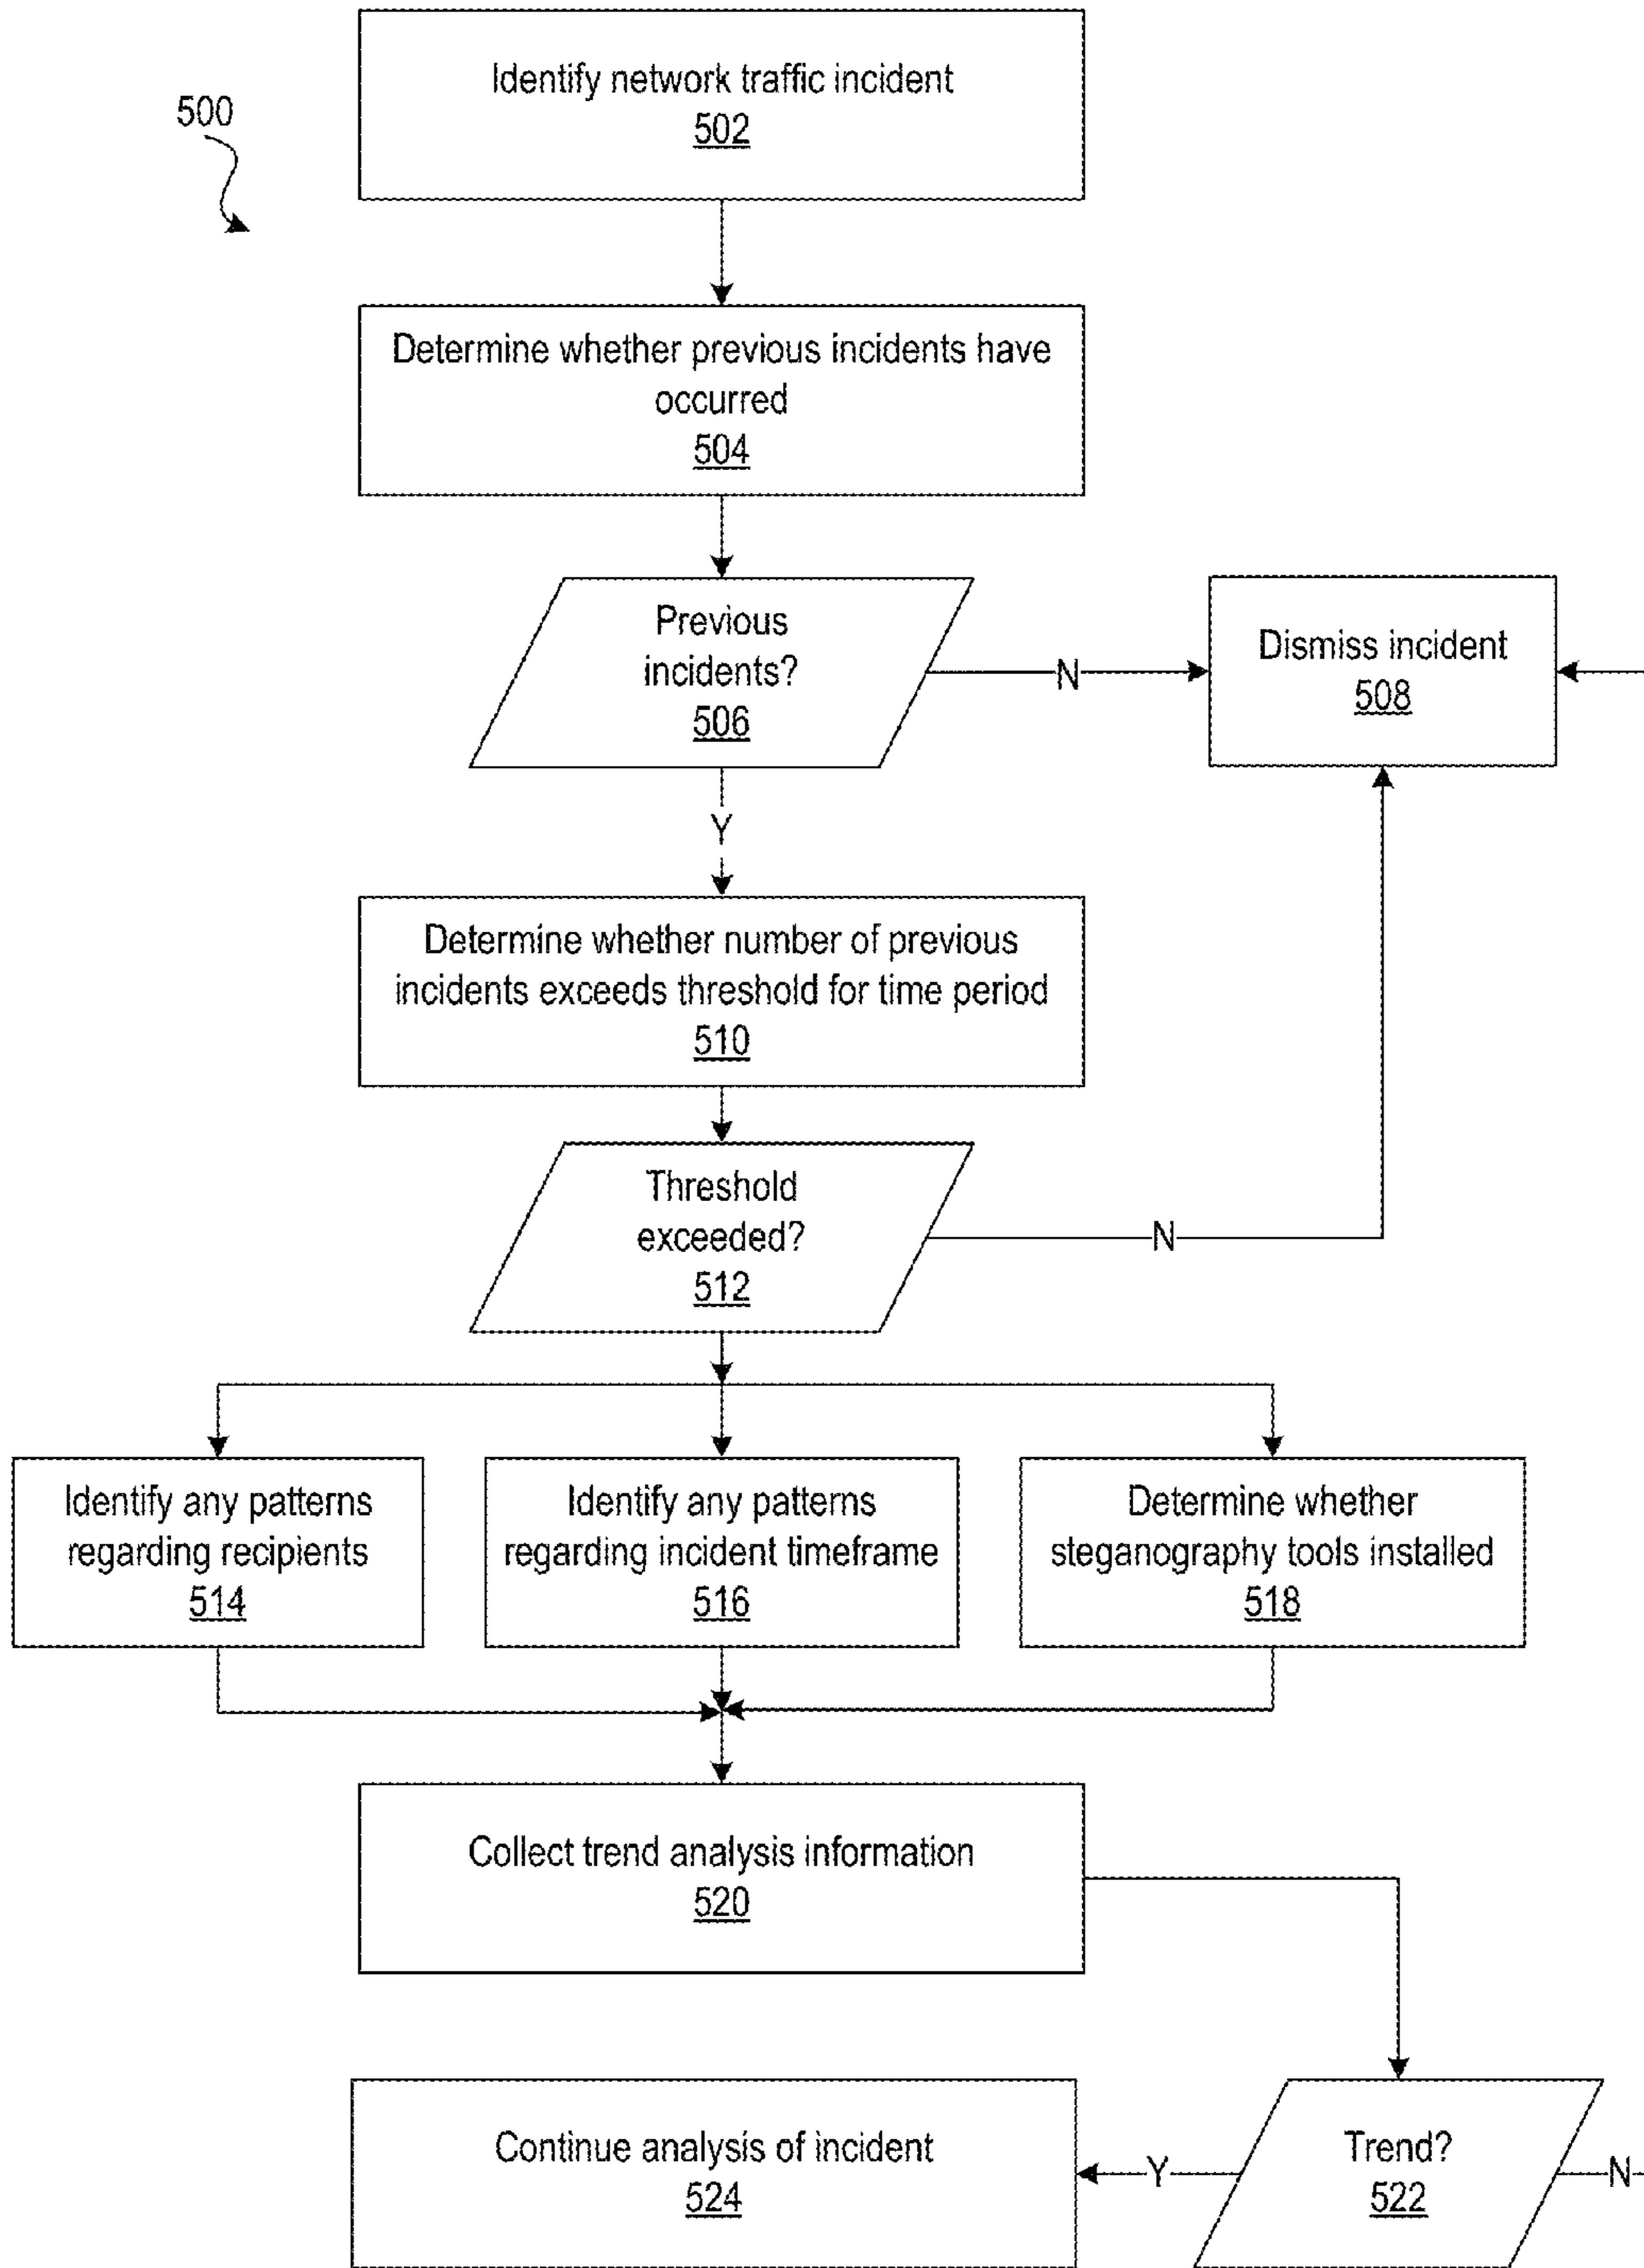 500
Identify network traffic incident
502
Determine whether previous incidents have
occurred
504
Previous
incidents?
506
N
Dismiss incident
508
Y
Determine whether number of previous
incidents exceeds threshold for time period
510
Threshold
exceeded?
512
N
Identify any patterns
regarding recipients
514
Identify any patterns
regarding incident timeframe
516
Determine whether
steganography tools installed
518
Collect trend analysis information
520
Continue analysis of incident
524
Y
Trend?
522
N